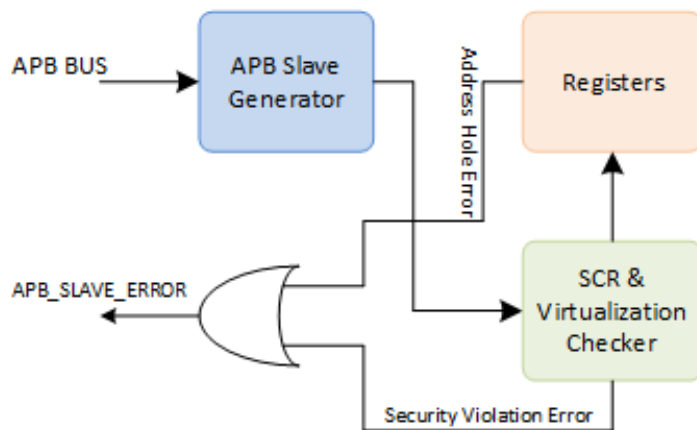 APB BUS
APB Slave
Generator
Address Hole Error
Registers
APB_SLAVE_ERROR
SCR &
Virtualization
Checker
Security Violation Error